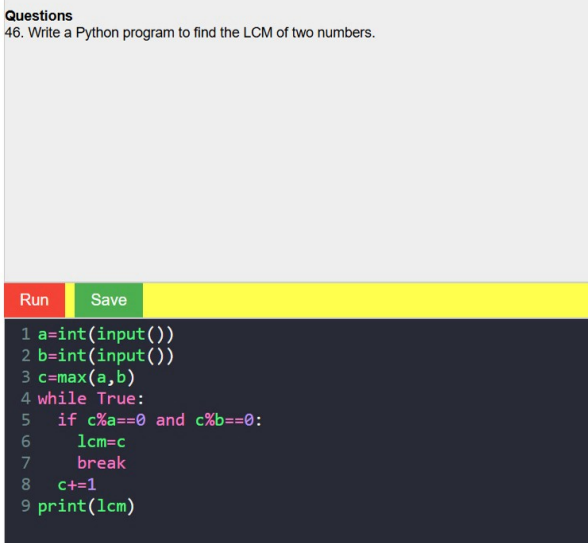 Questions
46. Write a Python program to find the LCM of two numbers.
Run Save
1 a=int(input())
2 b=int(input())
3 c=max(a,b)
4 while True:
5   if c%a==0 and c%b==0:
6     lcm=c
7     break
8   c+=1
9 print(lcm)